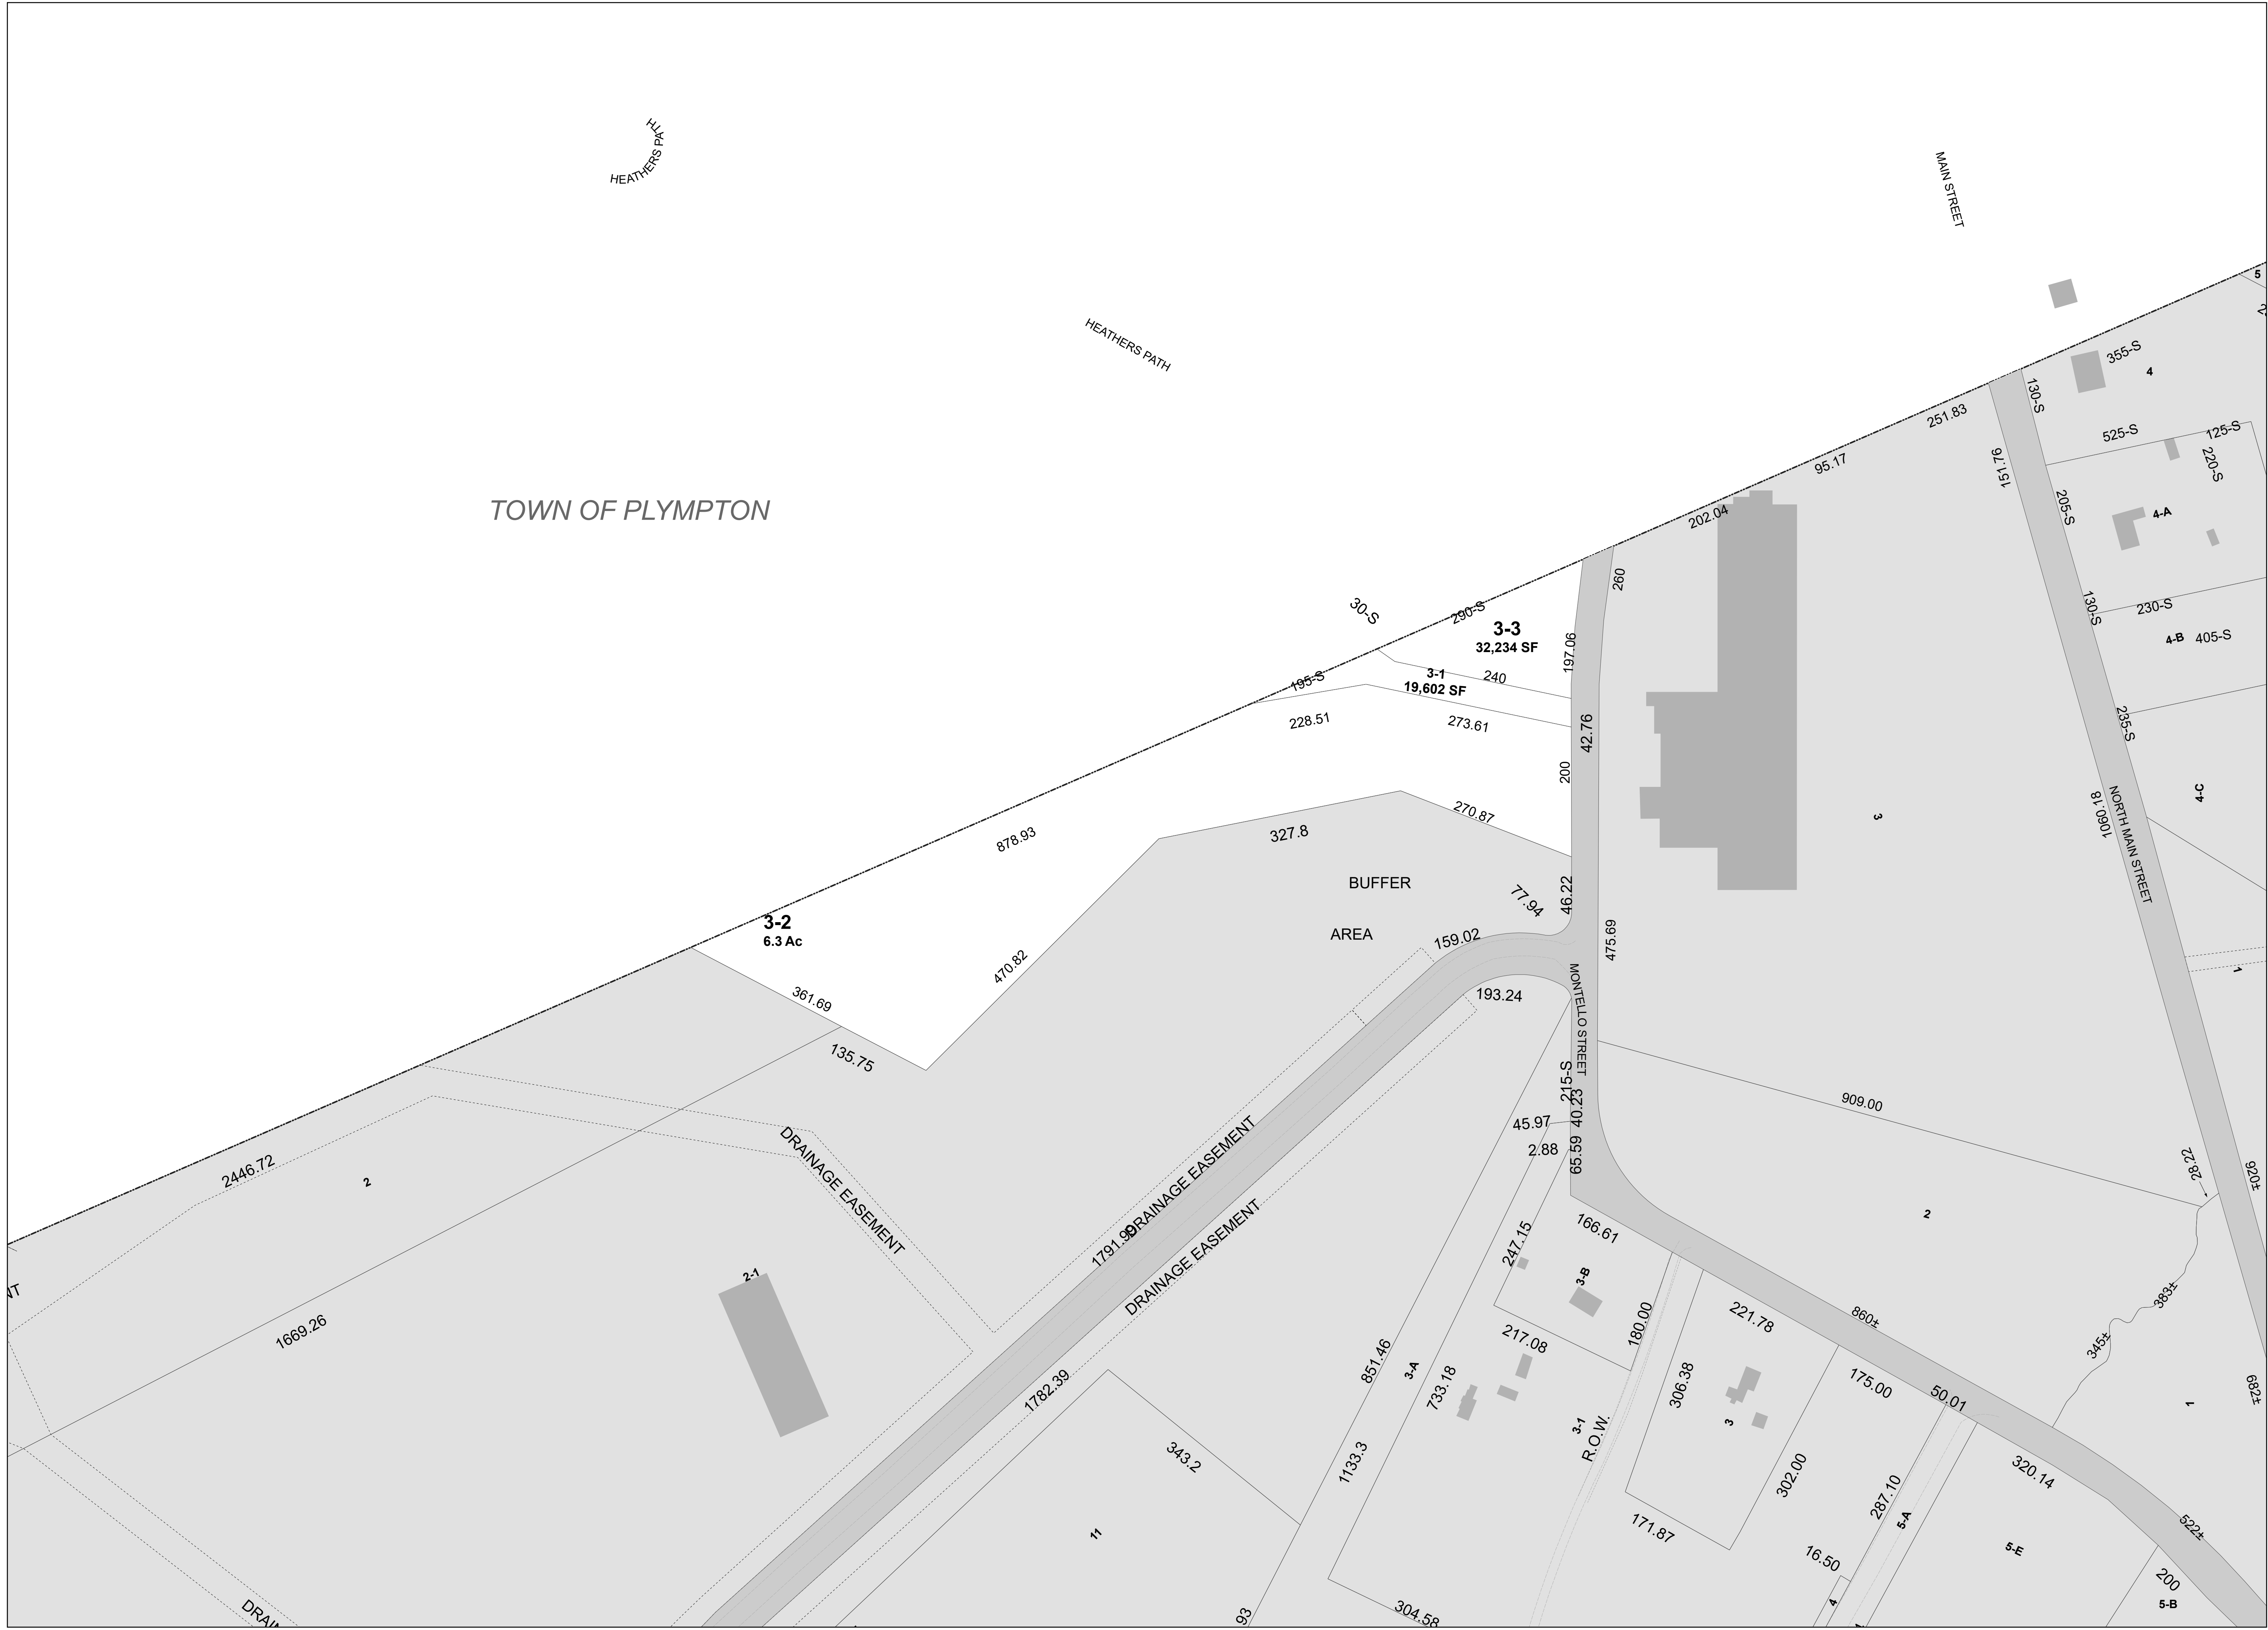 HEATHERS PATH
MAIN STREET
HEATHERS PATH
TOWN OF PLYMPTON
5
355-S
4
130-S
251.83
525-S
125-S
151.76
95.17
220-S
205-S
4-A
202.04
260
30-S
290-S
3-3
32,234 SF
197.06
130-S
230-S
4-B
405-S
195-S
3-1
19,602 SF
240
228.51
273.61
42.76
235-S
200
4-C
NORTH MAIN STREET
1060.18
270.87
3
327.8
878.93
BUFFER
AREA
77.94
46.22
3-2
6.3 Ac
159.02
475.69
470.82
361.69
193.24
MONTELLO STREET
1
135.75
215-S
40.23
909.00
45.97
2.88
65.59
DRAINAGE EASEMENT
DRAINAGE EASEMENT
DRAINAGE EASEMENT
2446.72
2
28.22
920±
2
166.61
247.15
1791.99
2-1
3-B
383±
1669.26
180.00
221.78
860±
217.08
345±
851.46
3-A
733.18
306.38
175.00
50.01
682±
1782.39
1
3
3-1
R.O.W.
343.2
1133.3
302.00
320.14
287.10
171.87
5-A
522±
11
5-E
16.50
200
4
5-B
304.58
93